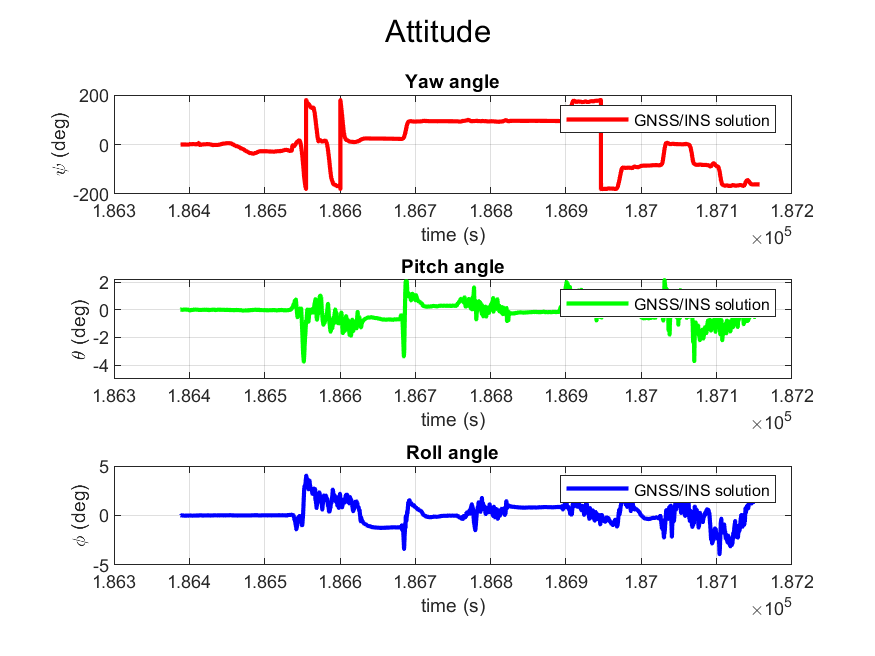 Attitude
Yaw angle
ψ (deg)
200
0
-200
GNSS/INS solution
1.863 1.864 1.865 1.866 1.867 1.868 1.869 1.87 1.871 1.872
time (s)
×10^5
Pitch angle
θ (deg)
2
0
-2
-4
GNSS/INS solution
1.863 1.864 1.865 1.866 1.867 1.868 1.869 1.87 1.871 1.872
time (s)
×10^5
Roll angle
ϕ (deg)
5
0
-5
GNSS/INS solution
1.863 1.864 1.865 1.866 1.867 1.868 1.869 1.87 1.871 1.872
time (s)
×10^5